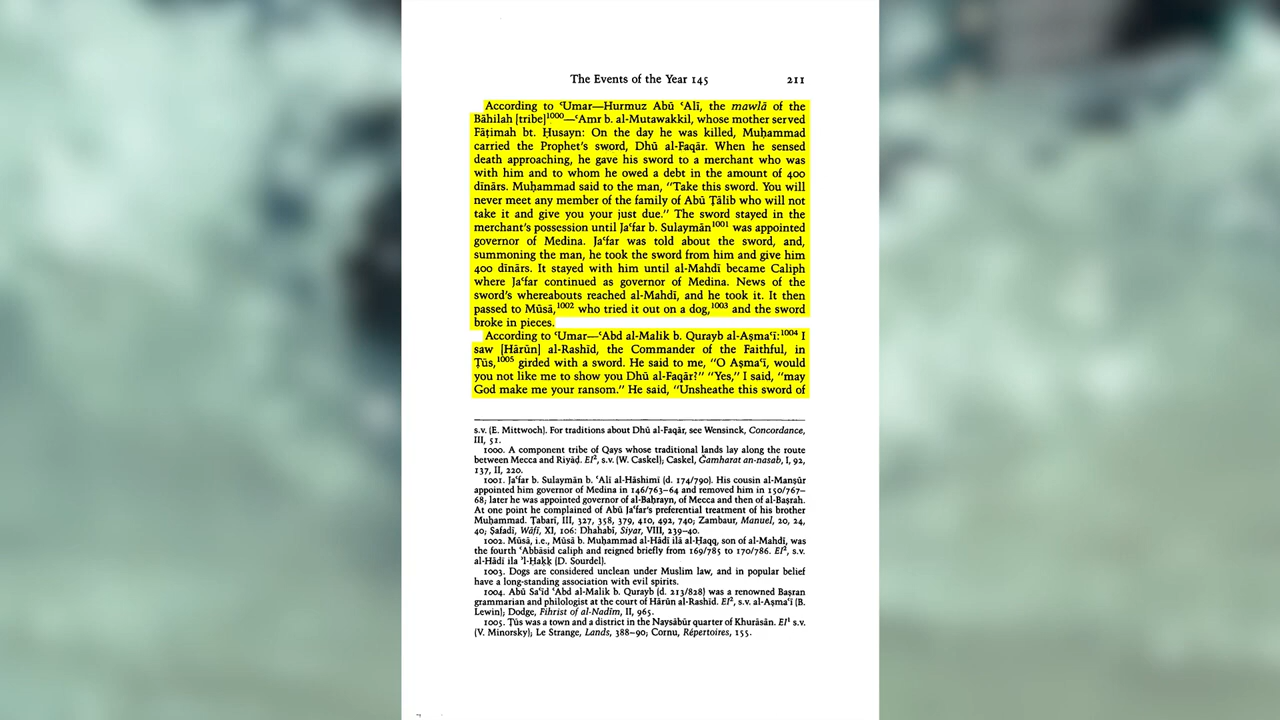 The Events of the Year 145 211
According to ʿUmar—Hurmuz Abū ʿAlī, the mawlā of the
Bāhilah [tribe]1000—ʿAmr b. al-Mutawakkil, whose mother served
Fāṭimah bt. Ḥusayn: On the day he was killed, Muḥammad
carried the Prophet's sword, Dhū al-Faqār. When he sensed
death approaching, he gave his sword to a merchant who was
with him and to whom he owed a debt in the amount of 400
dīnārs. Muḥammad said to the man, "Take this sword. You will
never meet any member of the family of Abū Ṭālib who will not
take it and give you your just due." The sword stayed in the
merchant's possession until Jaʿfar b. Sulaymān1001 was appointed
governor of Medina. Jaʿfar was told about the sword, and,
summoning the man, he took the sword from him and give him
400 dīnārs. It stayed with him until al-Mahdī became Caliph
where Jaʿfar continued as governor of Medina. News of the
sword's whereabouts reached al-Mahdī, and he took it. It then
passed to Mūsā,1002 who tried it out on a dog,1003 and the sword
broke in pieces.
According to ʿUmar—ʿAbd al-Malik b. Qurayb al-Aṣmaʿī:1004 I
saw [Hārūn] al-Rashīd, the Commander of the Faithful, in
Ṭūs,1005 girded with a sword. He said to me, "O Aṣmaʿī, would
you not like me to show you Dhū al-Faqār?" "Yes," I said, "may
God make me your ransom." He said, "Unsheathe this sword of
s.v. (E. Mittwoch). For traditions about Dhū al-Faqār, see Wensinck, Concordance,
III, 51.
1000. A component tribe of Qays whose traditional lands lay along the route
between Mecca and Riyāḍ. EI², s.v. (W. Caskel); Caskel, Ǧamharat an-nasab, I, 92,
137, II, 220.
1001. Jaʿfar b. Sulaymān b. ʿAlī al-Hāshimī (d. 174/790). His cousin al-Manṣūr
appointed him governor of Medina in 146/763–64 and removed him in 150/767–
68; later he was appointed governor of al-Baḥrayn, of Mecca and then of al-Baṣrah.
At one point he complained of Abū Jaʿfar's preferential treatment of his brother
Muḥammad. Ṭabarī, III, 327, 358, 379, 410, 492, 740; Zambaur, Manuel, 20, 24,
40; Ṣafadī, Wāfī, XI, 106: Dhahabī, Siyar, VIII, 239–40.
1002. Mūsā, i.e., Mūsā b. Muḥammad al-Hādī ilā al-Ḥaqq, son of al-Mahdī, was
the fourth ʿAbbāsid caliph and reigned briefly from 169/785 to 170/786. EI², s.v.
al-Hādī ila 'l-Ḥaḳḳ (D. Sourdel).
1003. Dogs are considered unclean under Muslim law, and in popular belief
have a long-standing association with evil spirits.
1004. Abū Saʿīd ʿAbd al-Malik b. Qurayb (d. 213/828) was a renowned Baṣran
grammarian and philologist at the court of Hārūn al-Rashīd. EI², s.v. al-Aṣmaʿī (B.
Lewin); Dodge, Fihrist of al-Nadīm, II, 965.
1005. Ṭūs was a town and a district in the Naysābūr quarter of Khurāsān. EI¹ s.v.
(V. Minorsky); Le Strange, Lands, 388–90; Cornu, Répertoires, 155.